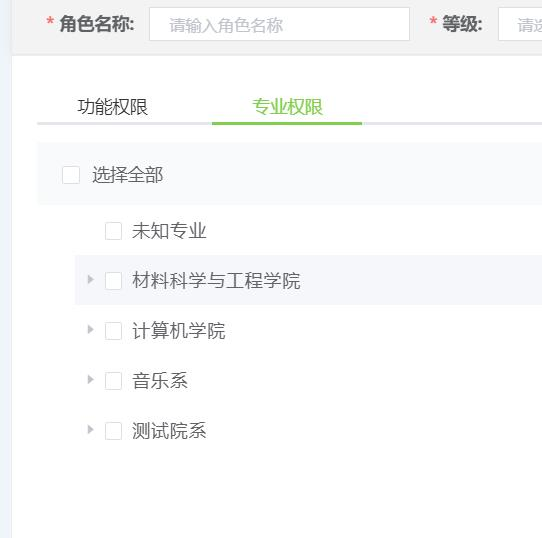 * 角色名称: 请输入角色名称 * 等级: 请
功能权限 专业权限
选择全部
未知专业
材料科学与工程学院
计算机学院
音乐系
测试院系